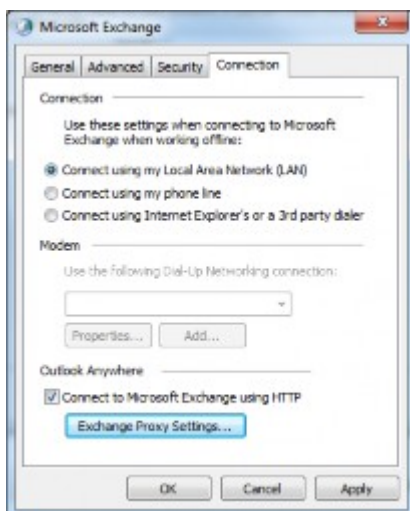 Microsoft Exchange
General Advanced Security Connection
Connection
Use these settings when connecting to Microsoft
Exchange when working offline:
Connect using my Local Area Network (LAN)
Connect using my phone line
Connect using Internet Explorer's or a 3rd party dialer
Modem
Use the following Dial-Up Networking connection:
Properties... Add...
Outlook Anywhere
Connect to Microsoft Exchange using HTTP
Exchange Proxy Settings...
OK Cancel Apply